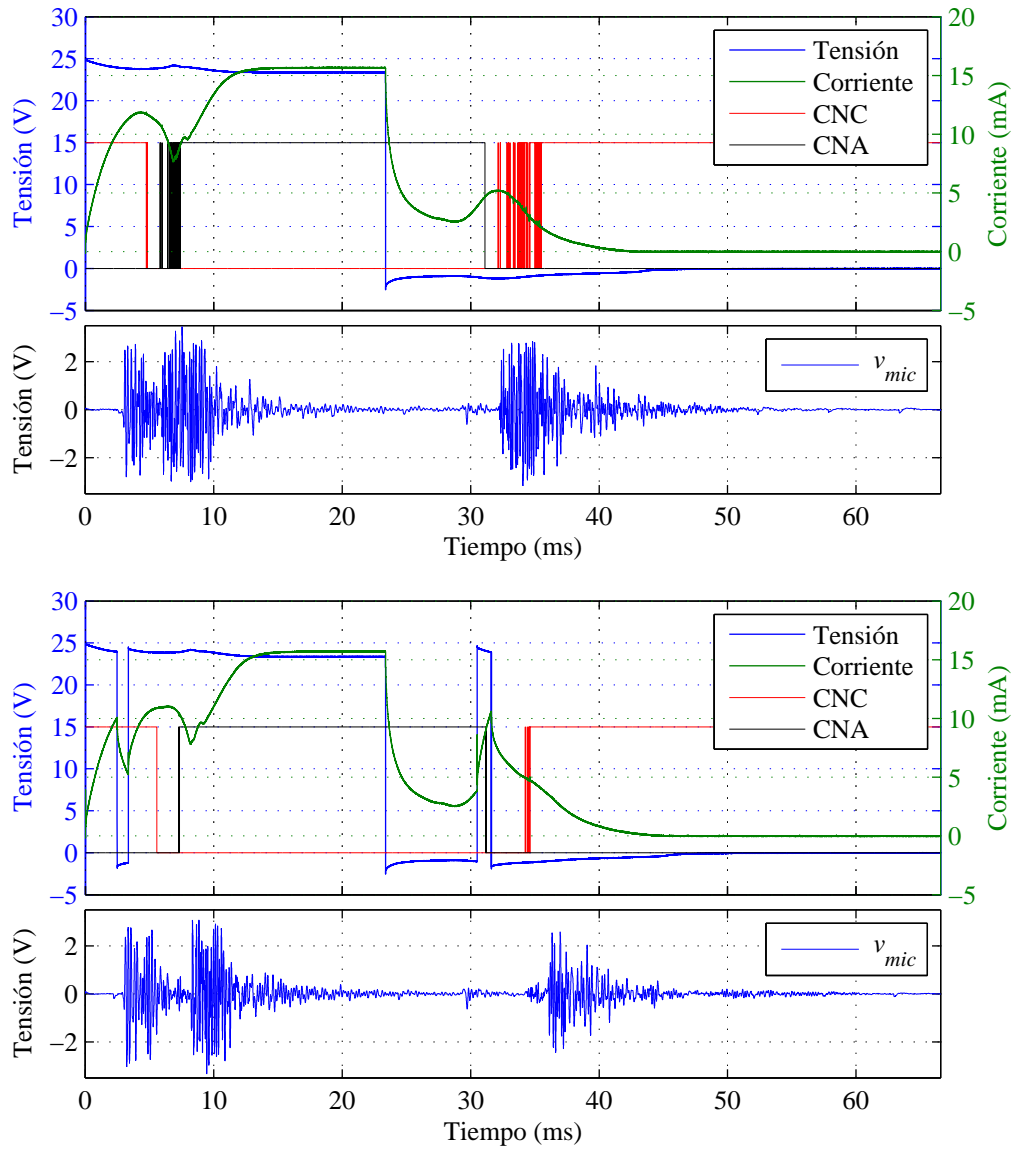 30
25
20
15
10
5
0
−5
Tensión (V)
20
15
10
5
0
−5
Corriente (mA)
Tensión
Corriente
CNC
CNA
2
0
−2
Tensión (V)
v_mic
0 10 20 30 40 50 60
Tiempo (ms)
30
25
20
15
10
5
0
−5
Tensión (V)
20
15
10
5
0
−5
Corriente (mA)
Tensión
Corriente
CNC
CNA
2
0
−2
Tensión (V)
v_mic
0 10 20 30 40 50 60
Tiempo (ms)